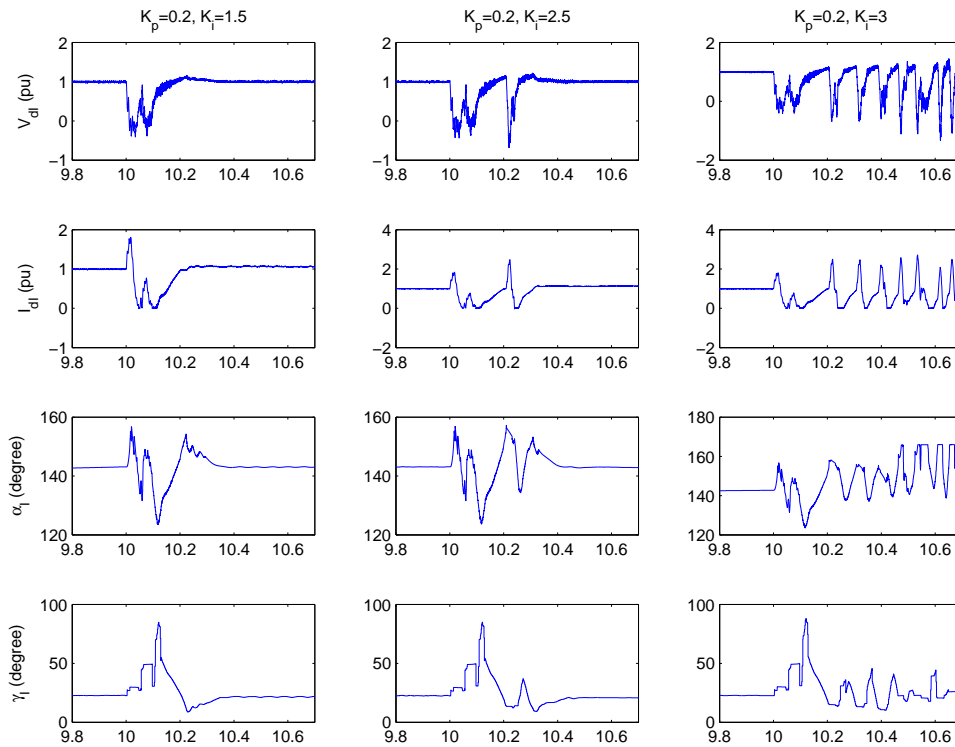 K_p=0.2, K_i=1.5 K_p=0.2, K_i=2.5 K_p=0.2, K_i=3
V_dI (pu)
2 2 2
1 1
0 0 0
−1 −1 −2
9.8 10 10.2 10.4 10.6 9.8 10 10.2 10.4 10.6 9.8 10 10.2 10.4 10.6
I_dI (pu)
2 4 4
1 2 2
0 0 0
−1 −2 −2
9.8 10 10.2 10.4 10.6 9.8 10 10.2 10.4 10.6 9.8 10 10.2 10.4 10.6
α_I (degree)
160 160 180
160
140 140 140
120 120 120
9.8 10 10.2 10.4 10.6 9.8 10 10.2 10.4 10.6 9.8 10 10.2 10.4 10.6
γ_I (degree)
100 100 100
50 50 50
0 0 0
9.8 10 10.2 10.4 10.6 9.8 10 10.2 10.4 10.6 9.8 10 10.2 10.4 10.6